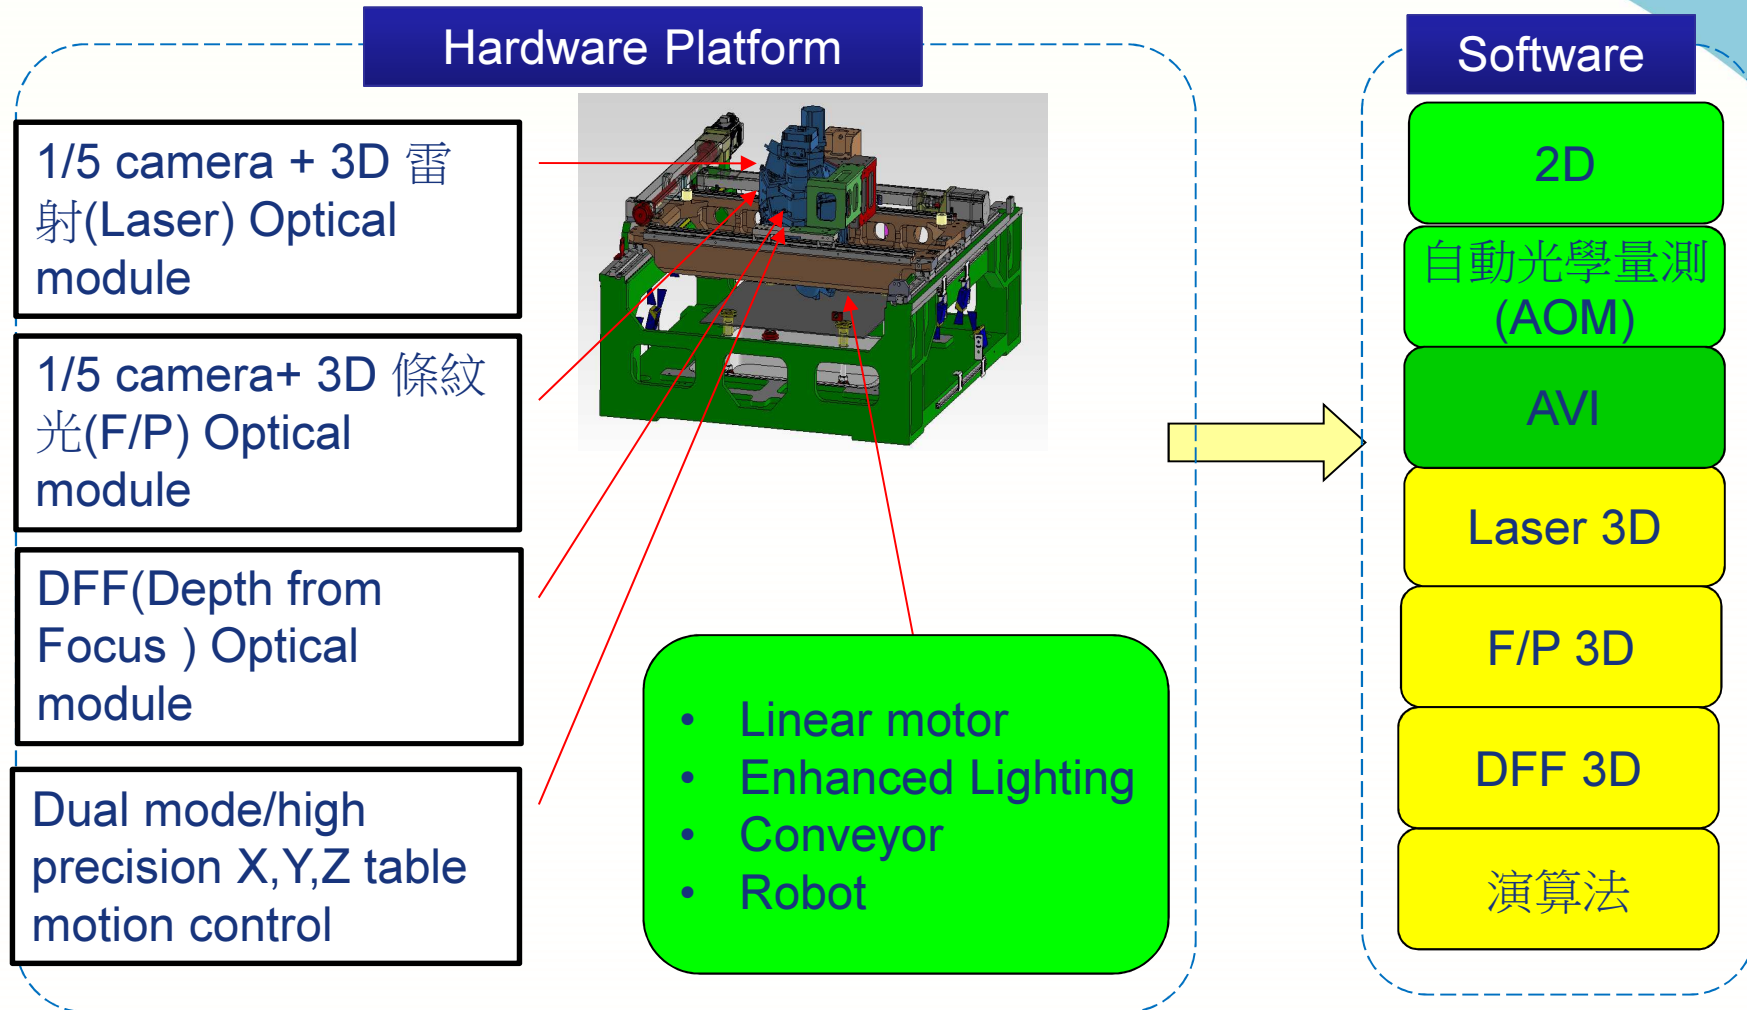 Hardware Platform
1/5 camera + 3D 雷
射(Laser) Optical
module
1/5 camera+ 3D 條紋
光(F/P) Optical
module
DFF(Depth from
Focus ) Optical
module
Dual mode/high
precision X,Y,Z table
motion control
• Linear motor
• Enhanced Lighting
• Conveyor
• Robot
Software
2D
自動光學量測
(AOM)
AVI
Laser 3D
F/P 3D
DFF 3D
演算法